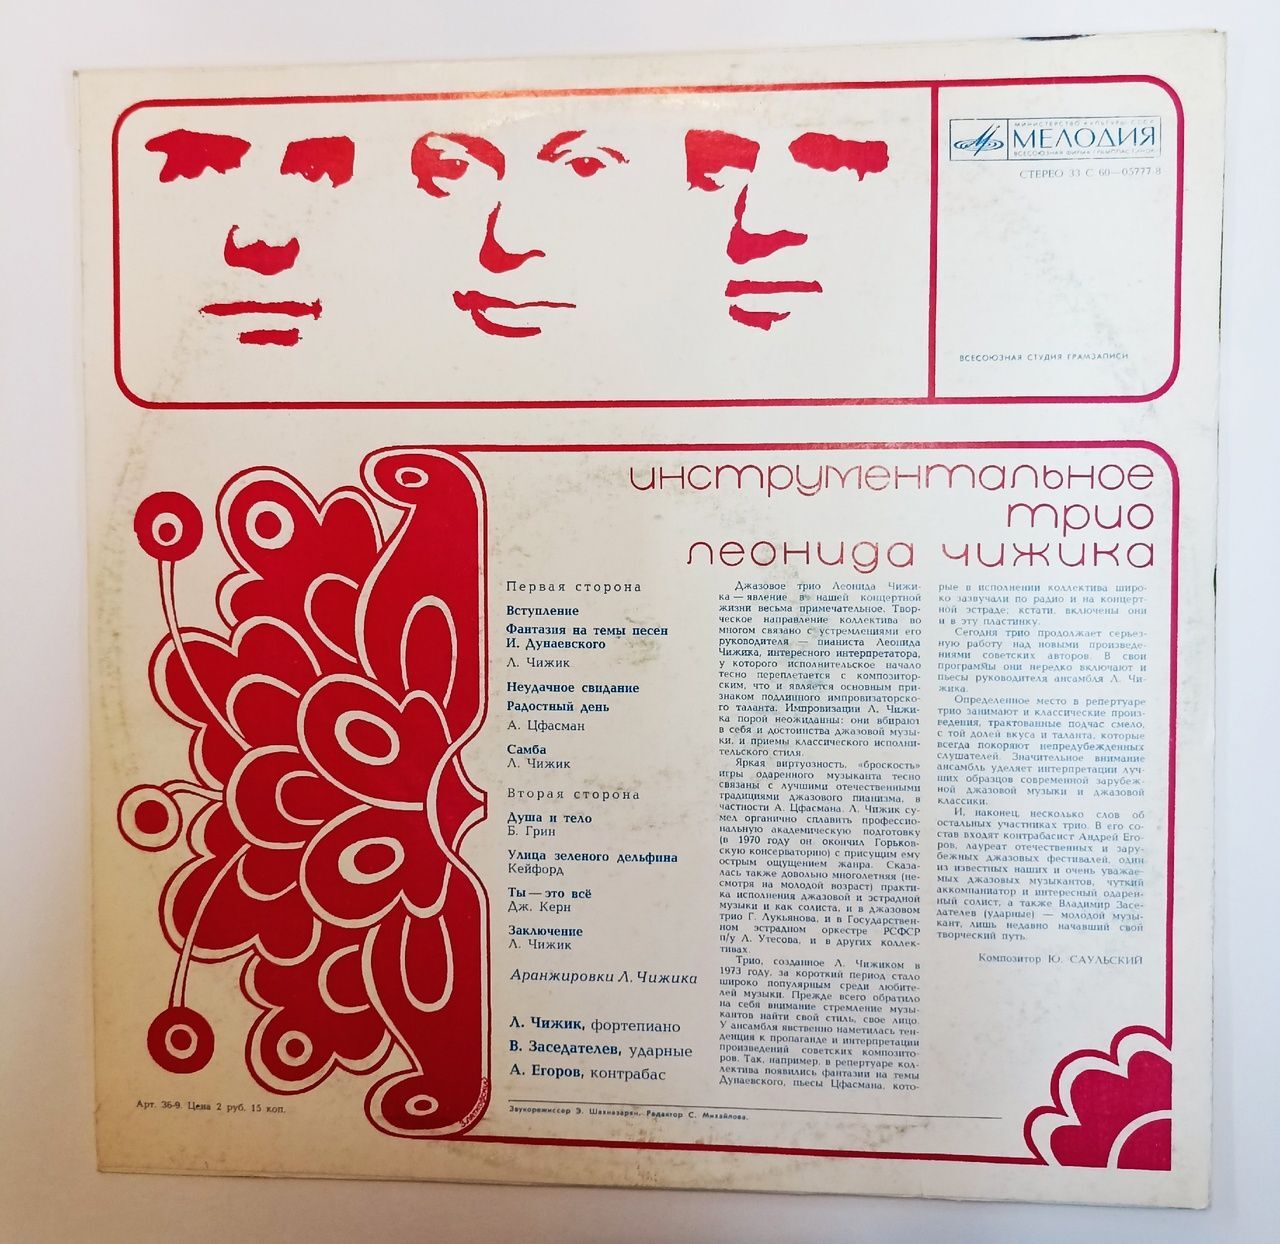 МИНИСТЕРСТВО КУЛЬТУРЫ СССР
МЕЛОДИЯ
ВСЕСОЮЗНАЯ ФИРМА ГРАМПЛАСТИНОК
СТЕРЕО 33 С 60—05777-8
ВСЕСОЮЗНАЯ СТУДИЯ ГРАМЗАПИСИ
инструментальное
трио
леонида чижика
Первая сторона
Вступление
Фантазия на темы песен
И. Дунаевского
Л. Чижик
Неудачное свидание
Радостный день
А. Цфасман
Самба
Л. Чижик
Вторая сторона
Душа и тело
Б. Грин
Улица зеленого дельфина
Кейфорд
Ты — это всё
Дж. Керн
Заключение
Л. Чижик
Аранжировки Л. Чижика
Л. Чижик, фортепиано
В. Заседателев, ударные
А. Егоров, контрабас
Джазовое трио Леонида Чижи-
ка — явление в нашей концертной
жизни весьма примечательное. Твор-
ческое направление коллектива во
многом связано с устремлениями его
руководителя — пианиста Леонида
Чижика, интересного интерпретатора,
у которого исполнительское начало
тесно переплетается с композитор-
ским, что и является основным при-
знаком подлинного импровизаторско-
го таланта. Импровизации Л. Чижи-
ка порой неожиданны: они вбирают
в себя и достоинства джазовой музы-
ки, и приемы классического исполни-
тельского стиля.
Яркая виртуозность, «броскость»
игры одаренного музыканта тесно
связаны с лучшими отечественными
традициями джазового пианизма, в
частности А. Цфасмана. Л. Чижик су-
мел органично сплавить профессио-
нальную академическую подготовку
(в 1970 году он окончил Горьков-
скую консерваторию) с присущим ему
острым ощущением жанра. Сказа-
лась также довольно многолетняя (не-
смотря на молодой возраст) практи-
ка исполнения джазовой и эстрадной
музыки и как солиста, и в джазовом
трио Г. Лукьянова, и в Государствен-
ном эстрадном оркестре РСФСР
п/у Л. Утесова, и в других коллек-
тивах.
Трио, созданное Л. Чижиком в
1973 году, за короткий период стало
широко популярным среди любите-
лей музыки. Прежде всего обратило
на себя внимание стремление музы-
кантов найти свой стиль, свое лицо.
У ансамбля явственно наметилась тен-
денция к пропаганде и интерпретации
произведений советских композито-
ров. Так, например, в репертуаре кол-
лектива появились фантазии на темы
Дунаевского, пьесы Цфасмана, кото-
рые в исполнении коллектива широ-
ко зазвучали по радио и на концерт-
ной эстраде; кстати, включены они
и в эту пластинку.
Сегодня трио продолжает серьез-
ную работу над новыми произведе-
ниями советских авторов. В свои
программы они нередко включают и
пьесы руководителя ансамбля Л. Чи-
жика.
Определенное место в репертуаре
трио занимают и классические произ-
ведения, трактованные подчас смело,
с той долей вкуса и таланта, которые
всегда покоряют непредубежденных
слушателей. Значительное внимание
ансамбль уделяет интерпретации луч-
ших образцов современной зарубеж-
ной джазовой музыки и джазовой
классики.
И, наконец, несколько слов об
остальных участниках трио. В его со-
став входят контрабасист Андрей Его-
ров, лауреат отечественных и зару-
бежных джазовых фестивалей, один
из известных наших и очень уважае-
мых джазовых музыкантов, чуткий
аккомпаниатор и интересный одарен-
ный солист, а также Владимир Засе-
дателев (ударные) — молодой музы-
кант, лишь недавно начавший свой
творческий путь.
Композитор Ю. САУЛЬСКИЙ
Арт. 36-9. Цена 2 руб. 15 коп.
Звукорежиссер Э. Шахназарян. Редактор С. Михайлова.